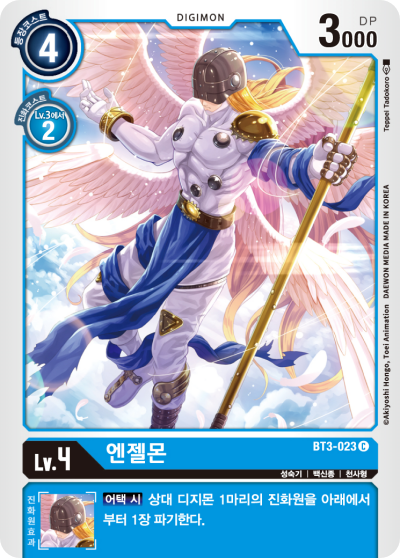 DIGIMON
등장코스트
4
DP
3000
진화코스트
Lv.3에서
2
Teppei Tadokoro
©Akiyoshi Hongo, Toei Animation DAEWON MEDIA MADE IN KOREA
Lv.4
엔젤몬
BT3-023 C
성숙기 | 백신종 | 천사형
진화원효과
어택 시 상대 디지몬 1마리의 진화원을 아래에서
부터 1장 파기한다.